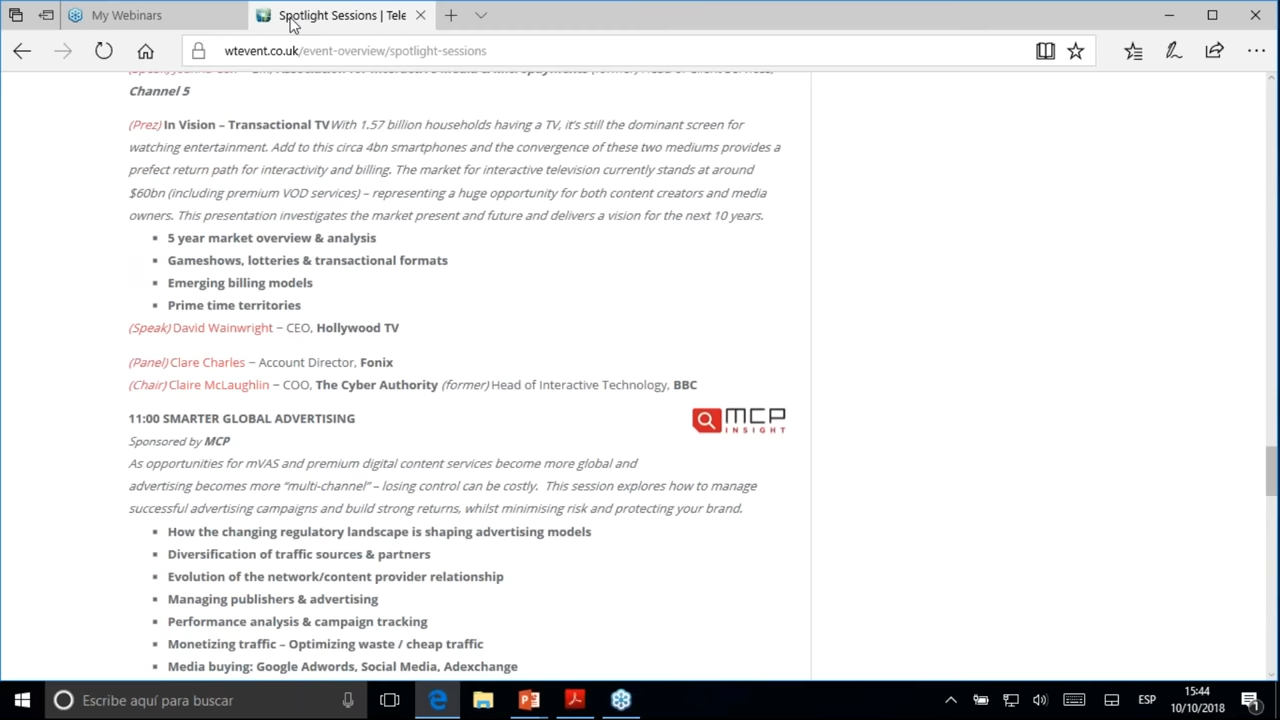 My Webinars
Spotlight Sessions | Tele
wtevent.co.uk/event-overview/spotlight-sessions
Channel 5
(Prez) In Vision – Transactional TV With 1.57 billion households having a TV, it's still the dominant screen for
watching entertainment. Add to this circa 4bn smartphones and the convergence of these two mediums provides a
prefect return path for interactivity and billing. The market for interactive television currently stands at around
$60bn (including premium VOD services) – representing a huge opportunity for both content creators and media
owners. This presentation investigates the market present and future and delivers a vision for the next 10 years.
▪ 5 year market overview & analysis
▪ Gameshows, lotteries & transactional formats
▪ Emerging billing models
▪ Prime time territories
(Speak) David Wainwright – CEO, Hollywood TV
(Panel) Clare Charles – Account Director, Fonix
(Chair) Claire McLaughlin – COO, The Cyber Authority (former) Head of Interactive Technology, BBC
11:00 SMARTER GLOBAL ADVERTISING
MCP
INSIGHT
Sponsored by MCP
As opportunities for mVAS and premium digital content services become more global and
advertising becomes more “multi-channel” – losing control can be costly. This session explores how to manage
successful advertising campaigns and build strong returns, whilst minimising risk and protecting your brand.
▪ How the changing regulatory landscape is shaping advertising models
▪ Diversification of traffic sources & partners
▪ Evolution of the network/content provider relationship
▪ Managing publishers & advertising
▪ Performance analysis & campaign tracking
▪ Monetizing traffic – Optimizing waste / cheap traffic
▪ Media buying: Google Adwords, Social Media, Adexchange
Escribe aquí para buscar
ESP
15:44
10/10/2018
1